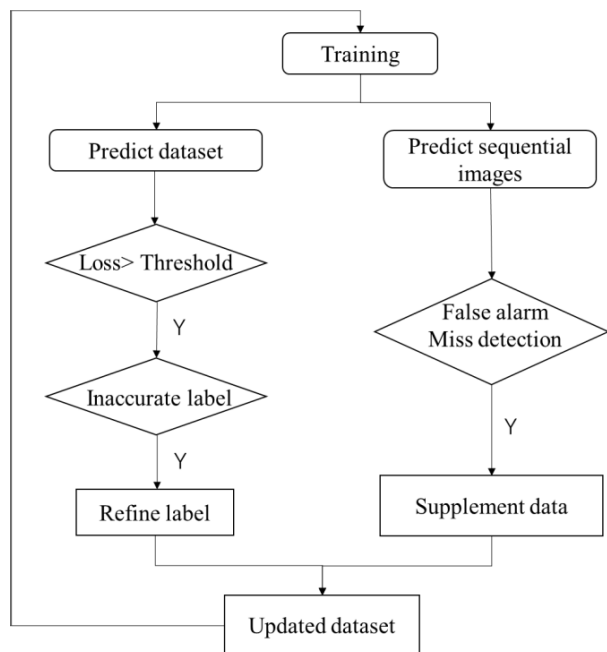 Training
Predict dataset
Predict sequential
images
Loss> Threshold
False alarm
Miss detection
Y
Inaccurate label
Y
Y
Refine label
Supplement data
Updated dataset